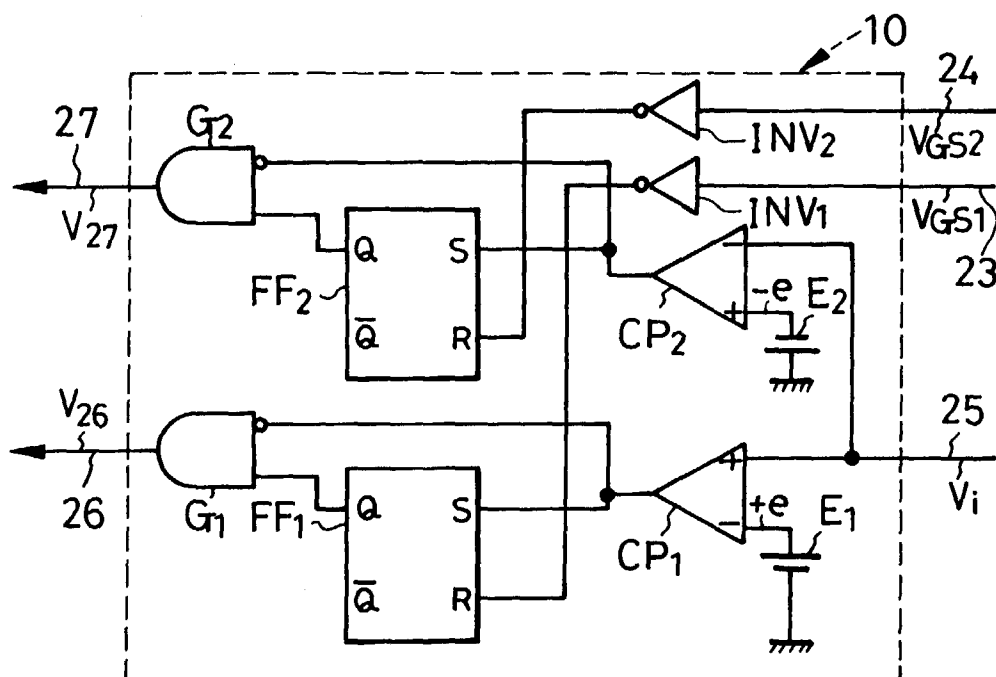 10
24
27
G2
INV2
VGS2
V27
INV1
VGS1
23
Q
S
FF2
-
-e
E2
+
CP2
Q̅
R
V26
25
26
G1
FF1
Q
S
+
Vi
-
+e
E1
CP1
Q̅
R